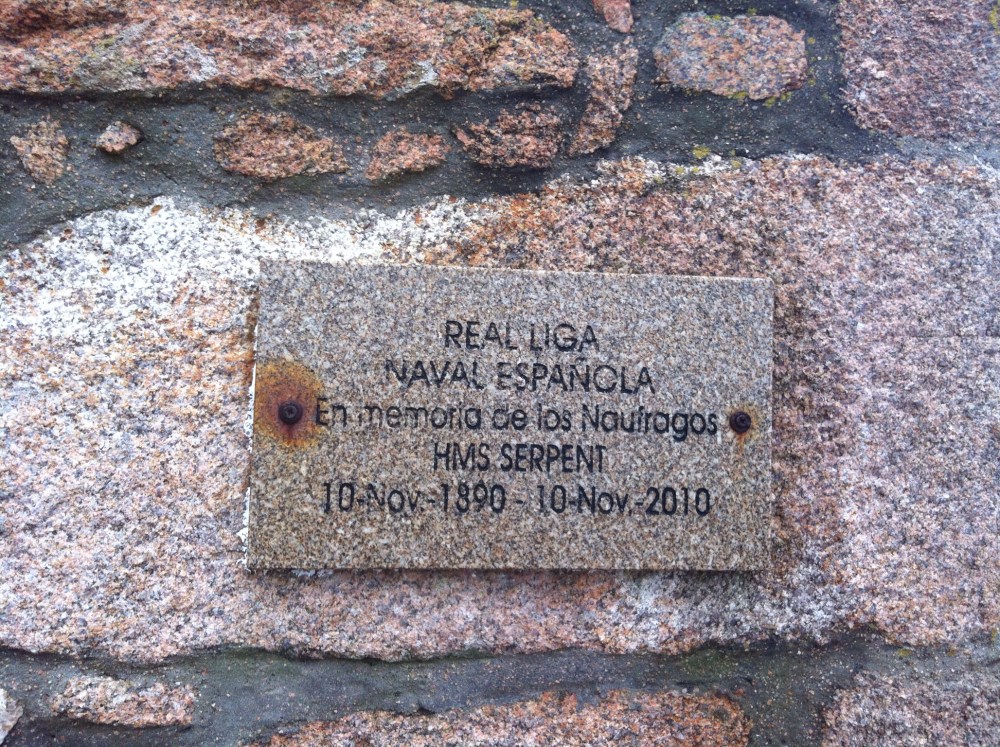 REAL LIGA
NAVAL ESPAÑOLA
En memoria de los Naufragos
HMS SERPENT
10-Nov.-1890 - 10-Nov.-2010